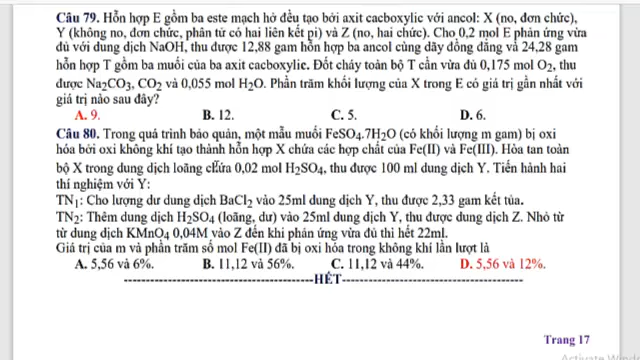 Câu 79. Hỗn hợp E gồm ba este mạch hở đều tạo bởi axit cacboxylic với ancol: X (no, đơn chức),
Y (không no, đơn chức, phân tử có hai liên kết pi) và Z (no, hai chức). Cho 0,2 mol E phản ứng vừa
đủ với dung dịch NaOH, thu được 12,88 gam hỗn hợp ba ancol cùng dãy đồng đẳng và 24,28 gam
hỗn hợp T gồm ba muối của ba axit cacboxylic. Đốt cháy toàn bộ T cần vừa đủ 0,175 mol O₂, thu
được Na₂CO₃, CO₂ và 0,055 mol H₂O. Phần trăm khối lượng của X trong E có giá trị gần nhất với
giá trị nào sau đây?
A. 9. B. 12. C. 5. D. 6.
Câu 80. Trong quá trình bảo quản, một mẫu muối FeSO₄.7H₂O (có khối lượng m gam) bị oxi
hóa bởi oxi không khí tạo thành hỗn hợp X chứa các hợp chất của Fe(II) và Fe(III). Hòa tan toàn
bộ X trong dung dịch loãng chứa 0,02 mol H₂SO₄, thu được 100 ml dung dịch Y. Tiến hành hai
thí nghiệm với Y:
TN₁: Cho lượng dư dung dịch BaCl₂ vào 25ml dung dịch Y, thu được 2,33 gam kết tủa.
TN₂: Thêm dung dịch H₂SO₄ (loãng, dư) vào 25ml dung dịch Y, thu được dung dịch Z. Nhỏ từ
từ dung dịch KMnO₄ 0,04M vào Z đến khi phản ứng vừa đủ thì hết 22ml.
Giá trị của m và phần trăm số mol Fe(II) đã bị oxi hóa trong không khí lần lượt là
A. 5,56 và 6%. B. 11,12 và 56%. C. 11,12 và 44%. D. 5,56 và 12%.
HẾT
Trang 17